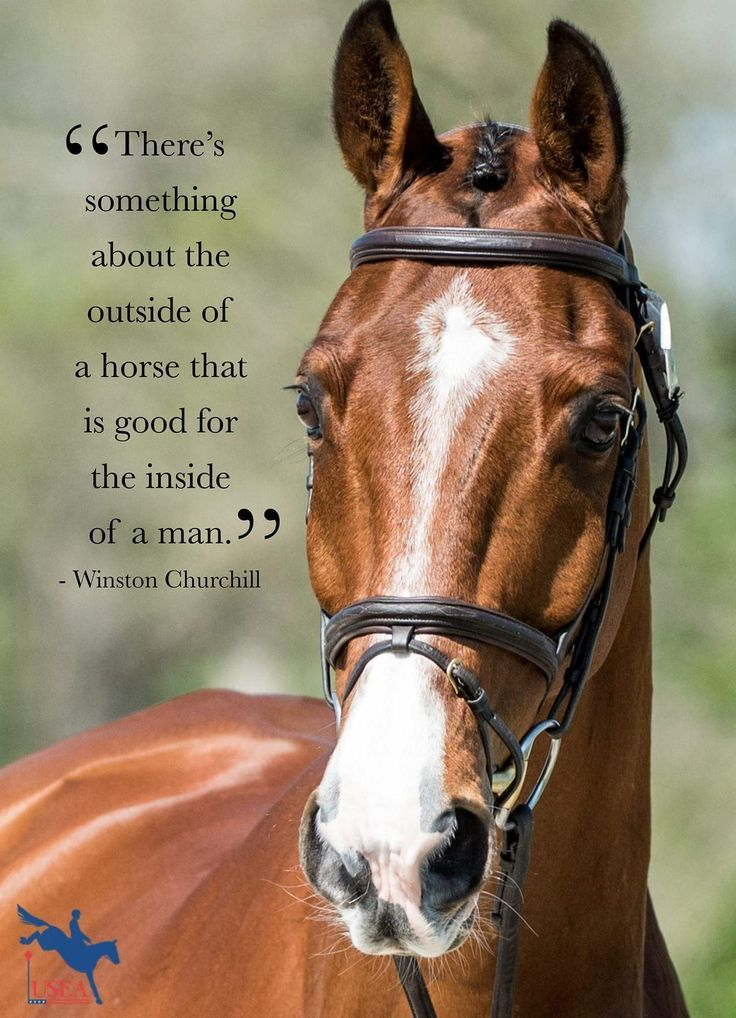 “There’s
something
about the
outside of
a horse that
is good for
the inside
of a man.”
- Winston Churchill
USEA